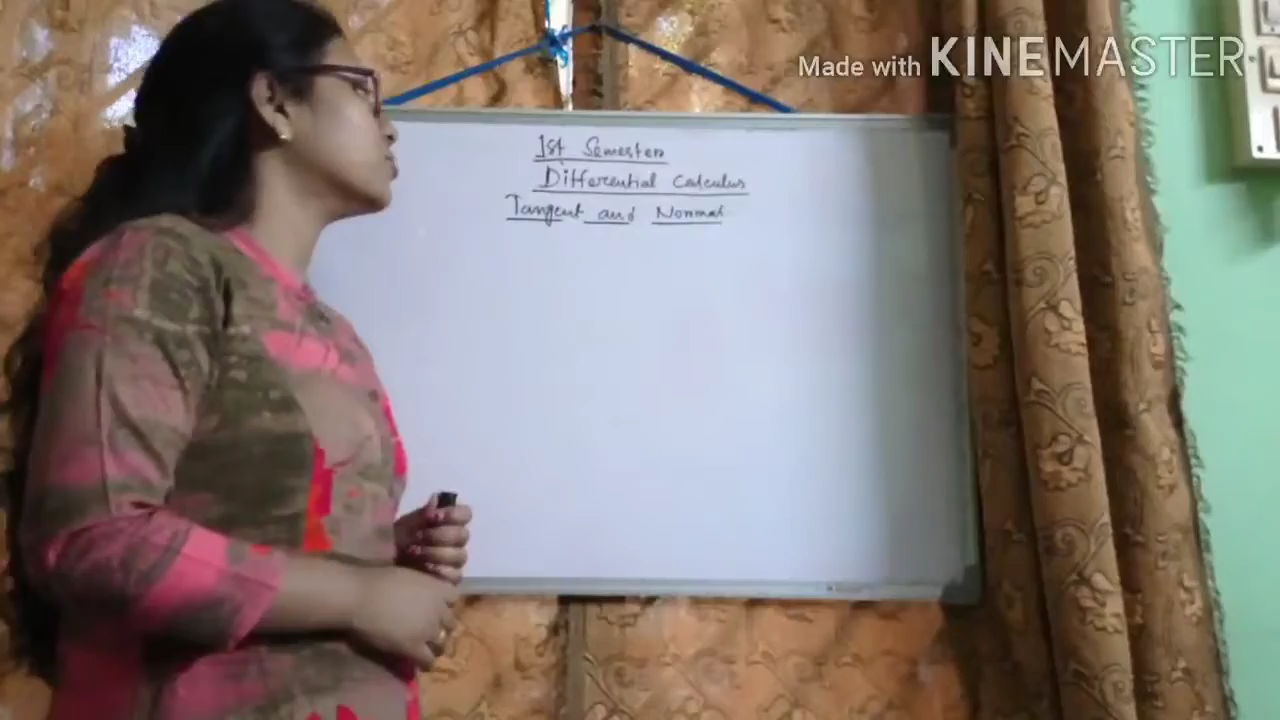 Made with KINEMASTER
1st Semester
Differential Calculus
Tangent and Normal